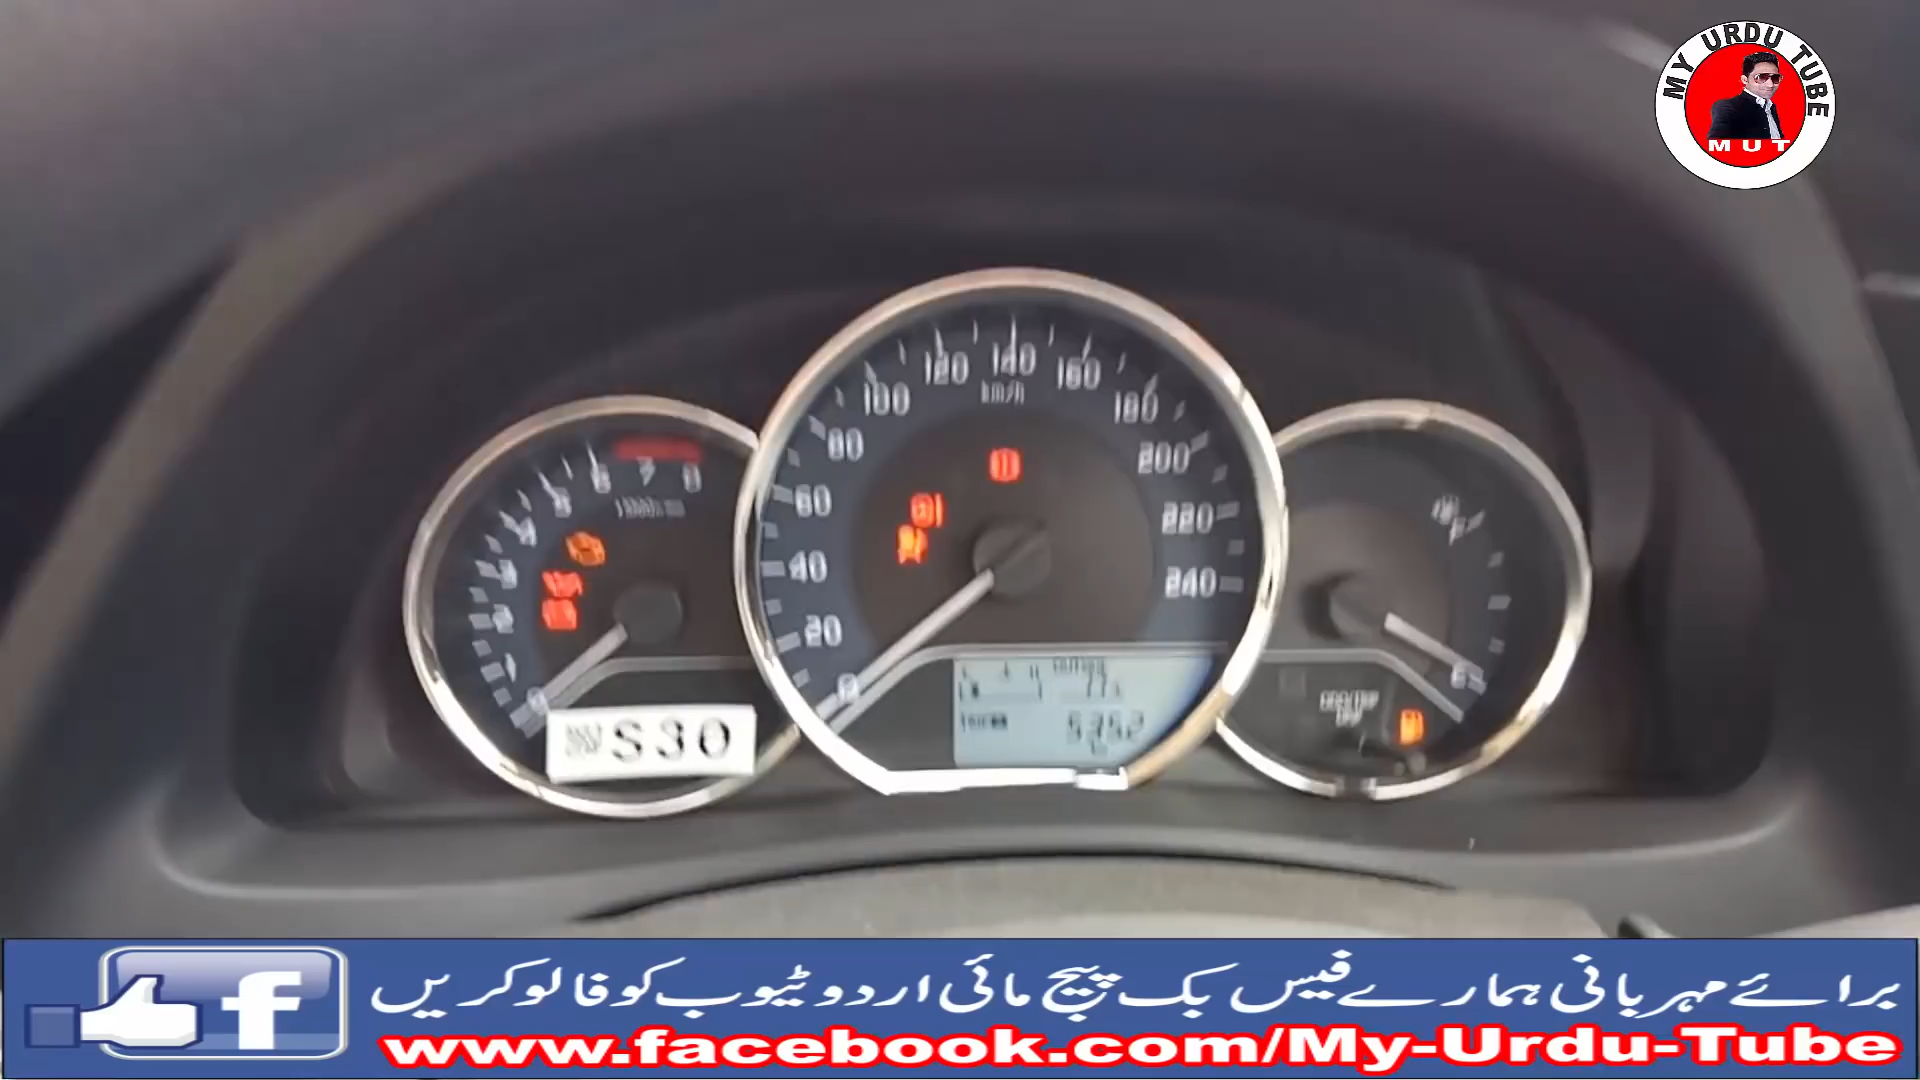 MY URDU TUBE
MUT
120 140 160
100 km/h 180
80 200
60 220
40 240
20
0
S30
5352
برائے مہربانی ہمارے فیس بک پیج مائی اردو ٹیوب کو فالو کریں
www.facebook.com/My-Urdu-Tube